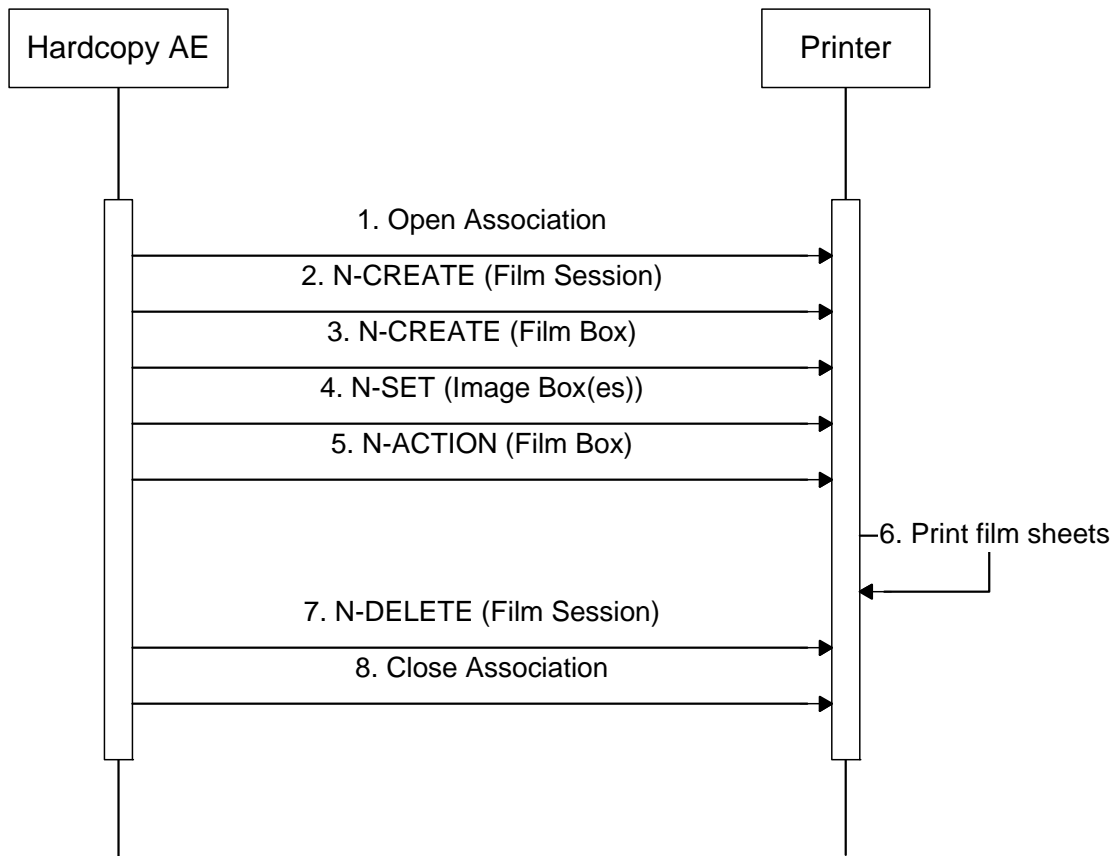 Hardcopy AE
Printer
1. Open Association
2. N-CREATE (Film Session)
3. N-CREATE (Film Box)
4. N-SET (Image Box(es))
5. N-ACTION (Film Box)
6. Print film sheets
7. N-DELETE (Film Session)
8. Close Association